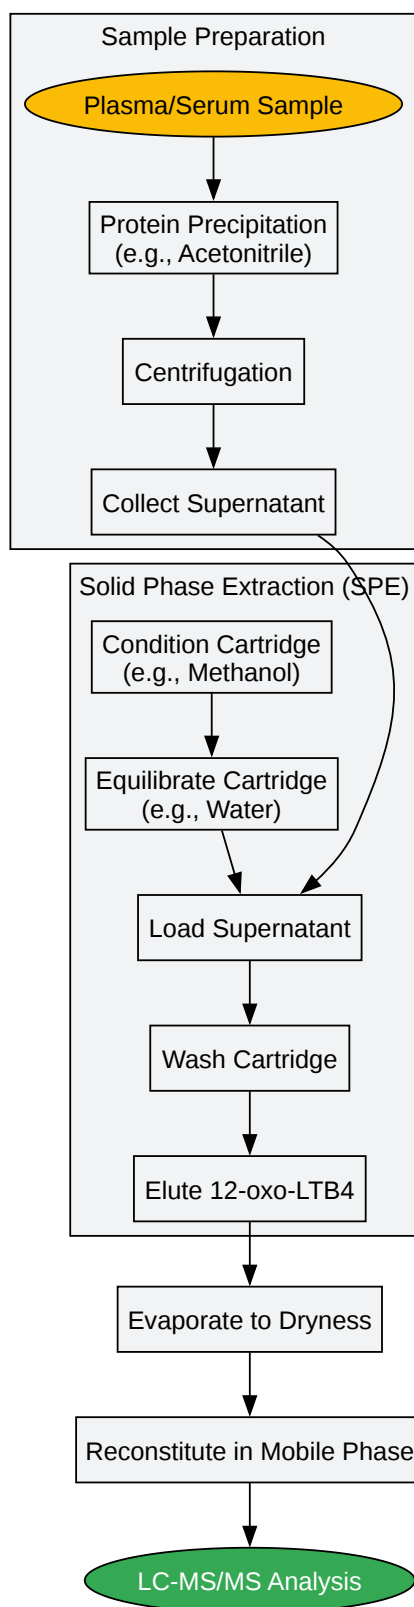 Sample Preparation
Plasma/Serum Sample
Protein Precipitation
(e.g., Acetonitrile)
Centrifugation
Collect Supernatant
Solid Phase Extraction (SPE)
Condition Cartridge
(e.g., Methanol)
Equilibrate Cartridge
(e.g., Water)
Load Supernatant
Wash Cartridge
Elute 12-oxo-LTB4
Evaporate to Dryness
Reconstitute in Mobile Phase
LC-MS/MS Analysis